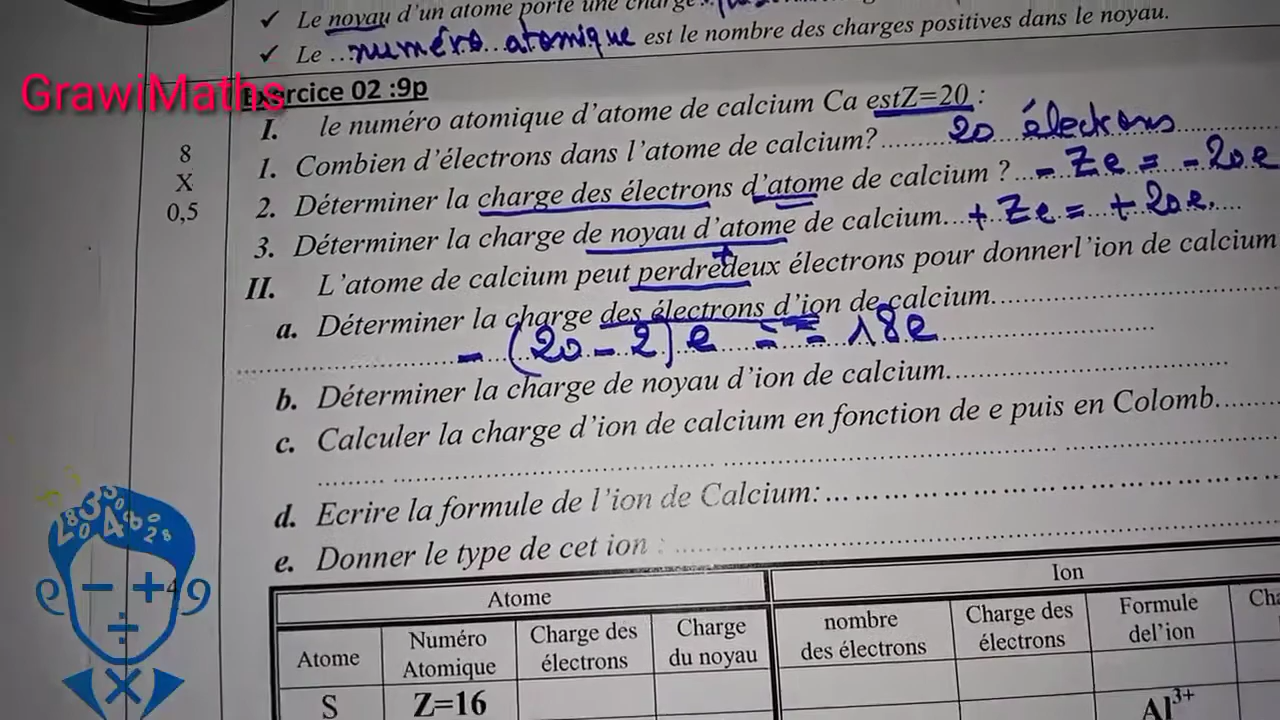 ✓ Le noyau d'un atome porte une charge
✓ Le ...numéro atomique est le nombre des charges positives dans le noyau.
GrawiMaths
Exercice 02 :9p
I. le numéro atomique d'atome de calcium Ca estZ=20 :
8
X
0,5
1. Combien d'électrons dans l'atome de calcium?........20 électrons........
2. Déterminer la charge des électrons d'atome de calcium ?...- Ze = - 20e
3. Déterminer la charge de noyau d'atome de calcium...+ Ze = + 20e.....
II. L'atome de calcium peut perdredeux électrons pour donnerl'ion de calcium
a. Déterminer la charge des électrons d'ion de calcium..............
- (20 - 2) e = - 18e
b. Déterminer la charge de noyau d'ion de calcium..............
c. Calculer la charge d'ion de calcium en fonction de e puis en Colomb.........
d. Ecrire la formule de l'ion de Calcium:..............
e. Donner le type de cet ion :..............
4
Atome Ion
Atome Numéro Atomique Charge des électrons Charge du noyau nombre des électrons Charge des électrons Formule del'ion
S Z=16 Al3+